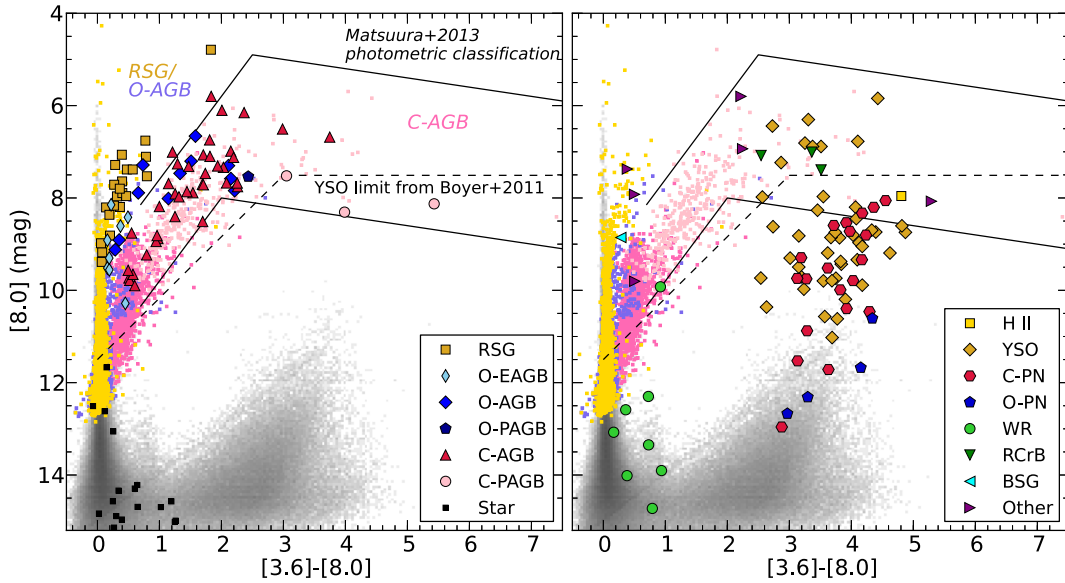 Matsuura+2013
photometric classification
RSG/
O-AGB
C-AGB
YSO limit from Boyer+2011
4
6
8
10
12
14
[8.0] (mag)
RSG
O-EAGB
O-AGB
O-PAGB
C-AGB
C-PAGB
Star
0 1 2 3 4 5 6 7
[3.6]-[8.0]
H II
YSO
C-PN
O-PN
WR
RCrB
BSG
Other
0 1 2 3 4 5 6 7
[3.6]-[8.0]